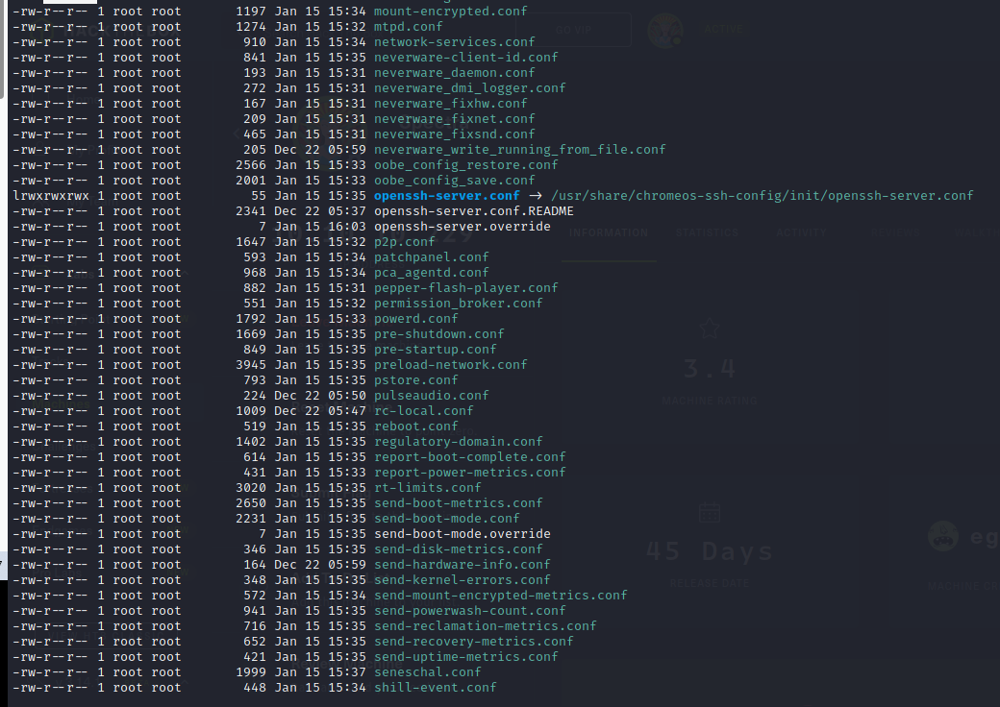 -rw-r--r-- 1 root root 1197 Jan 15 15:34 mount-encrypted.conf
-rw-r--r-- 1 root root 1274 Jan 15 15:32 mtpd.conf
-rw-r--r-- 1 root root 910 Jan 15 15:34 network-services.conf
-rw-r--r-- 1 root root 841 Jan 15 15:35 neverware-client-id.conf
-rw-r--r-- 1 root root 193 Jan 15 15:31 neverware_daemon.conf
-rw-r--r-- 1 root root 272 Jan 15 15:31 neverware_dmi_logger.conf
-rw-r--r-- 1 root root 167 Jan 15 15:31 neverware_fixhw.conf
-rw-r--r-- 1 root root 209 Jan 15 15:31 neverware_fixnet.conf
-rw-r--r-- 1 root root 465 Jan 15 15:31 neverware_fixsnd.conf
-rw-r--r-- 1 root root 205 Dec 22 05:59 neverware_write_running_from_file.conf
-rw-r--r-- 1 root root 2566 Jan 15 15:33 oobe_config_restore.conf
-rw-r--r-- 1 root root 2001 Jan 15 15:33 oobe_config_save.conf
lrwxrwxrwx 1 root root 55 Jan 15 15:35 openssh-server.conf -> /usr/share/chromeos-ssh-config/init/openssh-server.conf
-rw-r--r-- 1 root root 2341 Dec 22 05:37 openssh-server.conf.README
-rw-r--r-- 1 root root 7 Jan 15 16:03 openssh-server.override
-rw-r--r-- 1 root root 1647 Jan 15 15:32 p2p.conf
-rw-r--r-- 1 root root 593 Jan 15 15:34 patchpanel.conf
-rw-r--r-- 1 root root 968 Jan 15 15:34 pca_agentd.conf
-rw-r--r-- 1 root root 882 Jan 15 15:31 pepper-flash-player.conf
-rw-r--r-- 1 root root 551 Jan 15 15:32 permission_broker.conf
-rw-r--r-- 1 root root 1792 Jan 15 15:33 powerd.conf
-rw-r--r-- 1 root root 1669 Jan 15 15:35 pre-shutdown.conf
-rw-r--r-- 1 root root 849 Jan 15 15:35 pre-startup.conf
-rw-r--r-- 1 root root 3945 Jan 15 15:35 preload-network.conf
-rw-r--r-- 1 root root 793 Jan 15 15:35 pstore.conf
-rw-r--r-- 1 root root 224 Dec 22 05:50 pulseaudio.conf
-rw-r--r-- 1 root root 1009 Dec 22 05:47 rc-local.conf
-rw-r--r-- 1 root root 519 Jan 15 15:35 reboot.conf
-rw-r--r-- 1 root root 1402 Jan 15 15:35 regulatory-domain.conf
-rw-r--r-- 1 root root 614 Jan 15 15:35 report-boot-complete.conf
-rw-r--r-- 1 root root 431 Jan 15 15:33 report-power-metrics.conf
-rw-r--r-- 1 root root 3020 Jan 15 15:35 rt-limits.conf
-rw-r--r-- 1 root root 2650 Jan 15 15:35 send-boot-metrics.conf
-rw-r--r-- 1 root root 2231 Jan 15 15:35 send-boot-mode.conf
-rw-r--r-- 1 root root 7 Jan 15 15:35 send-boot-mode.override
-rw-r--r-- 1 root root 346 Jan 15 15:35 send-disk-metrics.conf
-rw-r--r-- 1 root root 164 Dec 22 05:59 send-hardware-info.conf
-rw-r--r-- 1 root root 348 Jan 15 15:35 send-kernel-errors.conf
-rw-r--r-- 1 root root 572 Jan 15 15:34 send-mount-encrypted-metrics.conf
-rw-r--r-- 1 root root 941 Jan 15 15:35 send-powerwash-count.conf
-rw-r--r-- 1 root root 716 Jan 15 15:35 send-reclamation-metrics.conf
-rw-r--r-- 1 root root 652 Jan 15 15:35 send-recovery-metrics.conf
-rw-r--r-- 1 root root 421 Jan 15 15:35 send-uptime-metrics.conf
-rw-r--r-- 1 root root 1999 Jan 15 15:37 seneschal.conf
-rw-r--r-- 1 root root 448 Jan 15 15:34 shill-event.conf
GO VIP
ACTIVE
INFORMATION STATISTICS ACTIVITY
3.4
MACHINE RATING
45 Days
RELEASE DATE